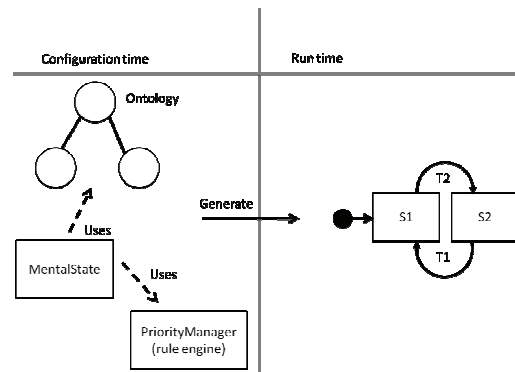 Configuration time
Run time
Ontology
Uses
MentalState
Uses
PriorityManager
(rule engine)
Generate
T2
S1
S2
T1